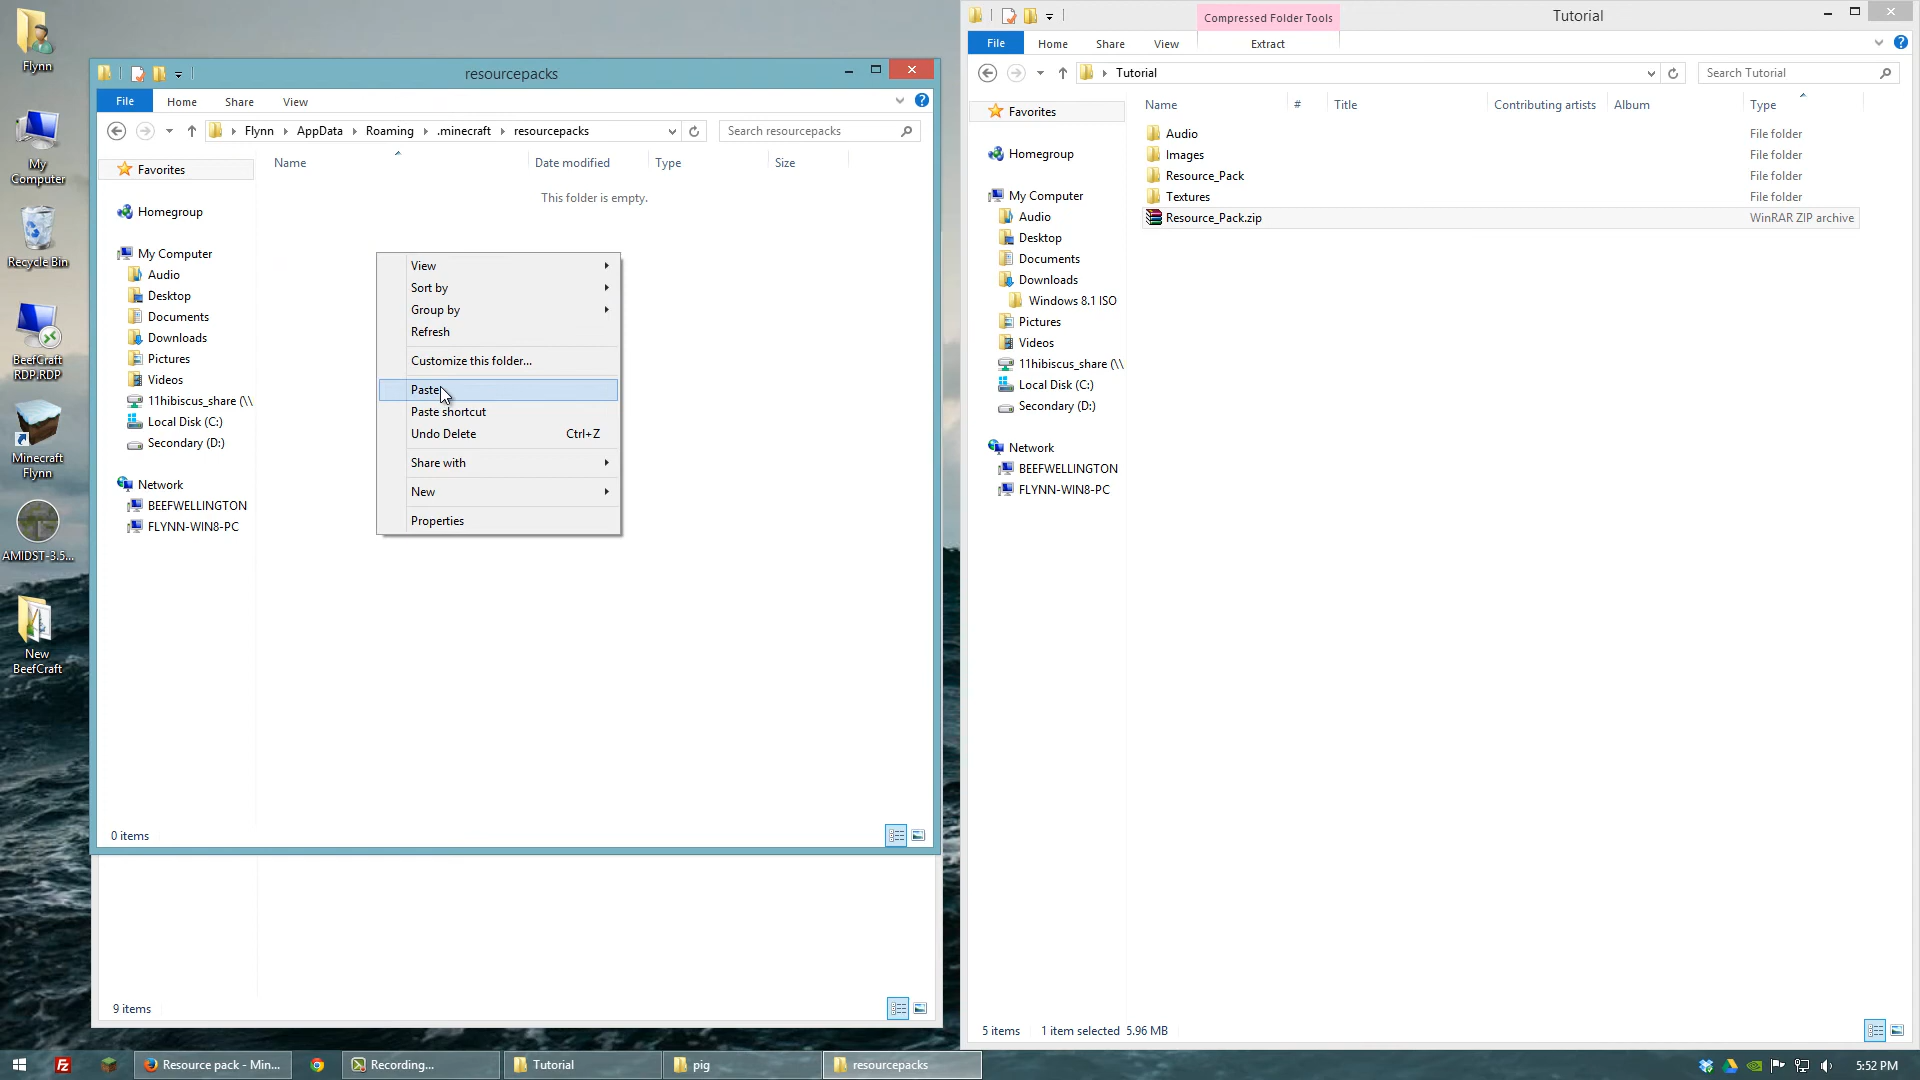 Flynn
My
Computer
Recycle Bin
BeefCraft
RDP.RDP
Minecraft
Flynn
AMIDST-3.5...
New
BeefCraft
resourcepacks
File Home Share View
Flynn AppData Roaming .minecraft resourcepacks
Search resourcepacks
Name Date modified Type Size
This folder is empty.
Favorites
Homegroup
My Computer
Audio
Desktop
Documents
Downloads
Pictures
Videos
11hibiscus_share (\\
Local Disk (C:)
Secondary (D:)
Network
BEEFWELLINGTON
FLYNN-WIN8-PC
View
Sort by
Group by
Refresh
Customize this folder...
Paste
Paste shortcut
Undo Delete Ctrl+Z
Share with
New
Properties
0 items
9 items
Compressed Folder Tools
Tutorial
File Home Share View Extract
Tutorial
Search Tutorial
Name # Title Contributing artists Album Type
Audio File folder
Images File folder
Resource_Pack File folder
Textures File folder
Resource_Pack.zip WinRAR ZIP archive
Favorites
Homegroup
My Computer
Audio
Desktop
Documents
Downloads
Windows 8.1 ISO
Pictures
Videos
11hibiscus_share (\\
Local Disk (C:)
Secondary (D:)
Network
BEEFWELLINGTON
FLYNN-WIN8-PC
5 items 1 item selected 5.96 MB
Fz
Resource pack - Min...
Recording...
Tutorial
pig
resourcepacks
5:52 PM